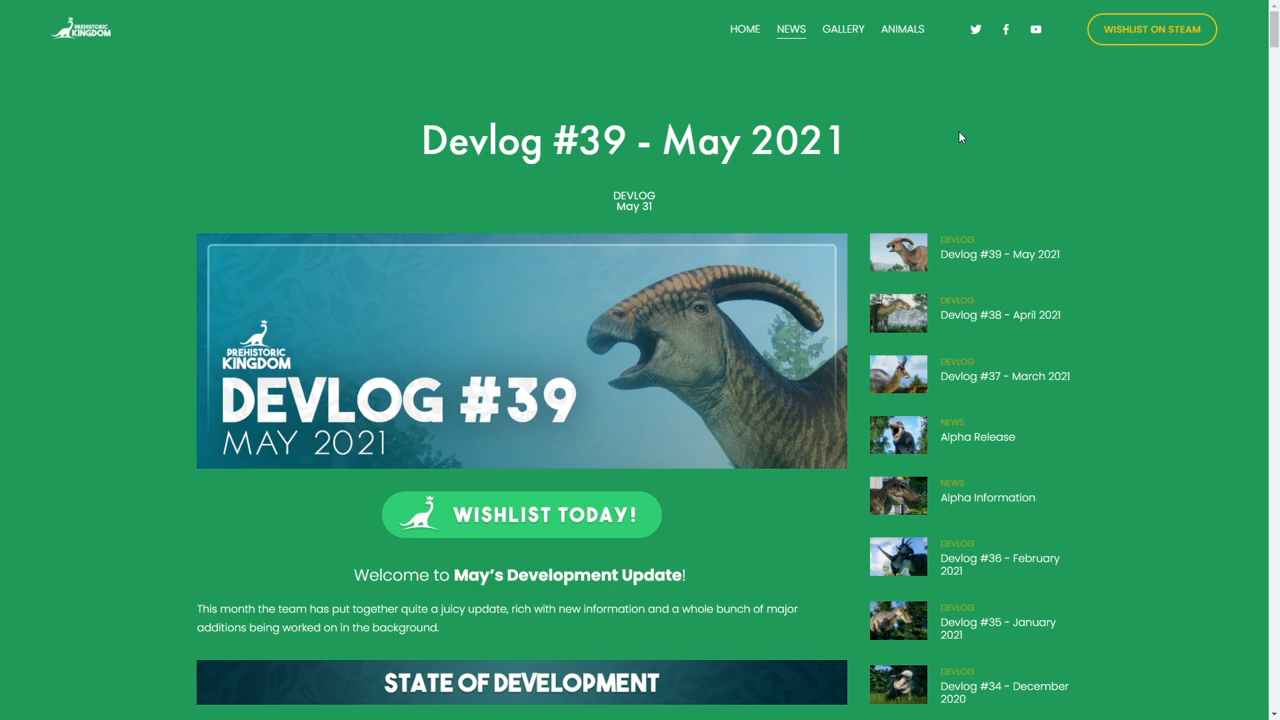 PREHISTORIC
KINGDOM
HOME
NEWS
GALLERY
ANIMALS
WISHLIST ON STEAM
Devlog #39 - May 2021
DEVLOG
May 31
PREHISTORIC
KINGDOM
DEVLOG #39
MAY 2021
WISHLIST TODAY!
Welcome to May's Development Update!
This month the team has put together quite a juicy update, rich with new information and a whole bunch of major
additions being worked on in the background.
STATE OF DEVELOPMENT
DEVLOG
Devlog #39 - May 2021
DEVLOG
Devlog #38 - April 2021
DEVLOG
Devlog #37 - March 2021
NEWS
Alpha Release
NEWS
Alpha Information
DEVLOG
Devlog #36 - February
2021
DEVLOG
Devlog #35 - January
2021
DEVLOG
Devlog #34 - December
2020